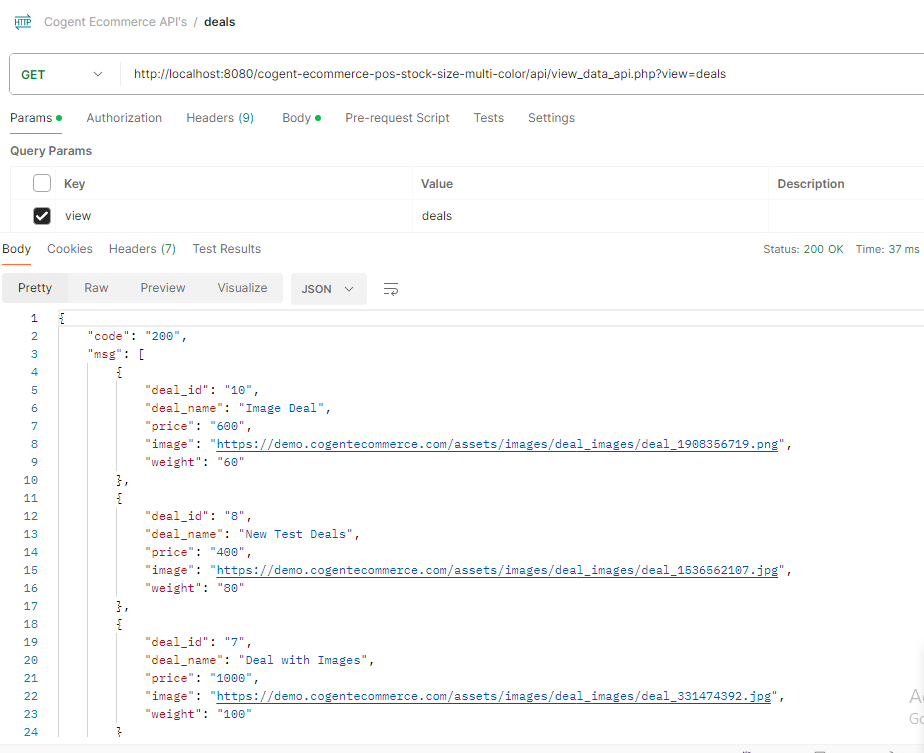 HTTP Cogent Ecommerce API's / deals
GET http://localhost:8080/cogent-ecommerce-pos-stock-size-multi-color/api/view_data_api.php?view=deals
Params Authorization Headers (9) Body Pre-request Script Tests Settings
Query Params
Key Value Description
view deals
Body Cookies Headers (7) Test Results Status: 200 OK Time: 37 ms
Pretty Raw Preview Visualize JSON
1 {
2 "code": "200",
3 "msg": [
4 {
5 "deal_id": "10",
6 "deal_name": "Image Deal",
7 "price": "600",
8 "image": "https://demo.cogentecommerce.com/assets/images/deal_images/deal_1908356719.png",
9 "weight": "60"
10 },
11 {
12 "deal_id": "8",
13 "deal_name": "New Test Deals",
14 "price": "400",
15 "image": "https://demo.cogentecommerce.com/assets/images/deal_images/deal_1536562107.jpg",
16 "weight": "80"
17 },
18 {
19 "deal_id": "7",
20 "deal_name": "Deal with Images",
21 "price": "1000",
22 "image": "https://demo.cogentecommerce.com/assets/images/deal_images/deal_331474392.jpg",
23 "weight": "100"
24 }